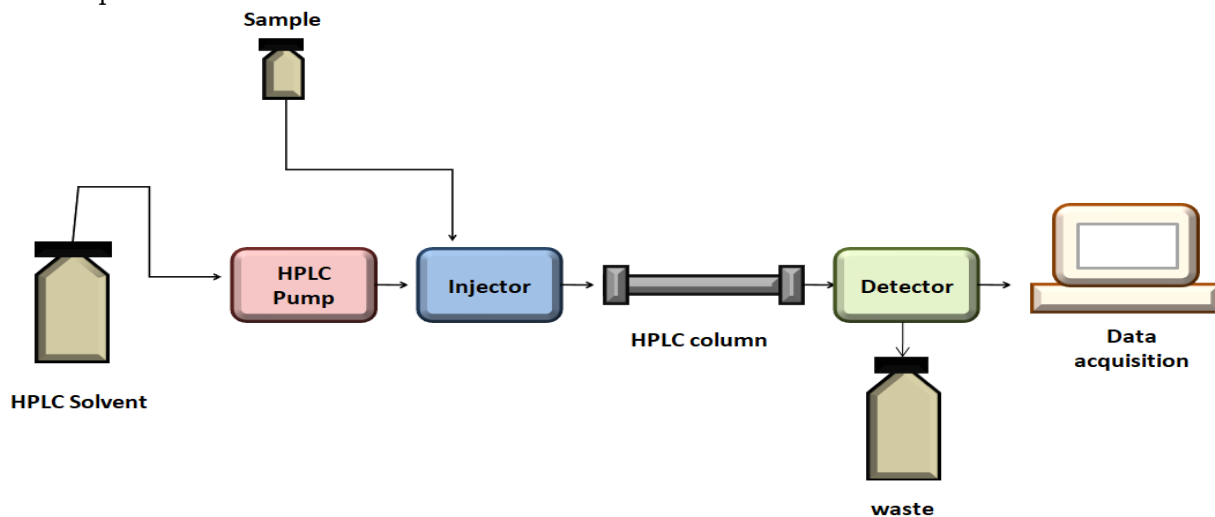 Sample
HPLC
Pump
Injector
Detector
HPLC column
Data
acquisition
HPLC Solvent
waste